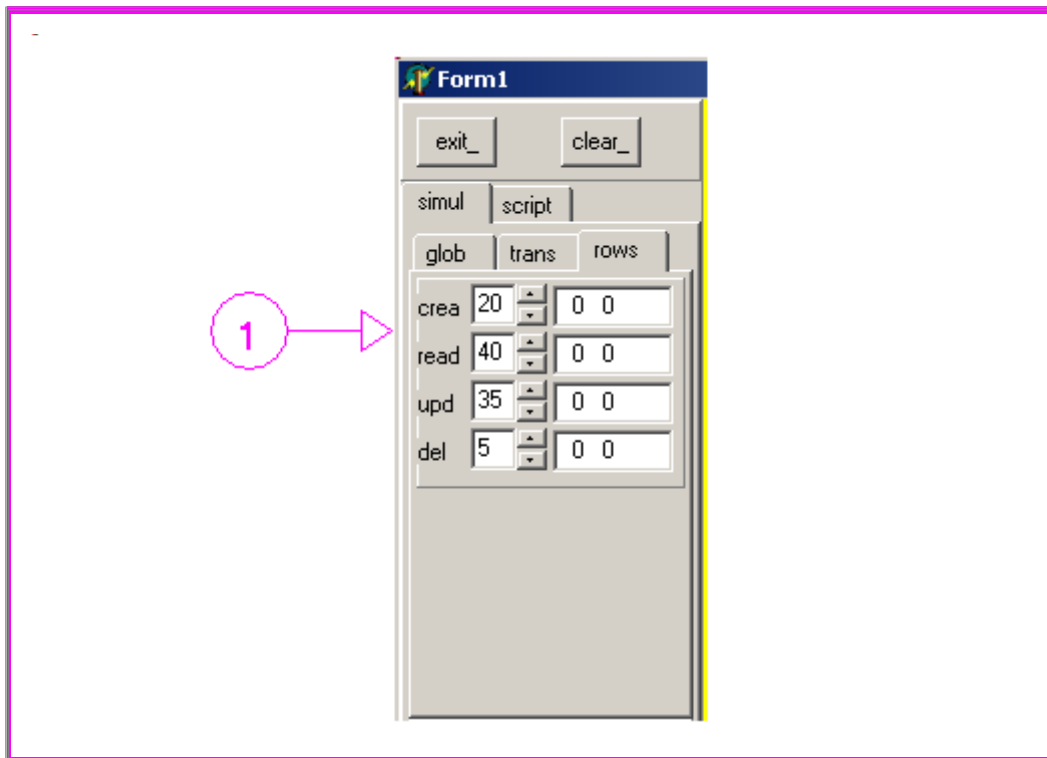 Form1
exit_ clear_
simul script
glob trans rows
crea 20 0 0
1
read 40 0 0
upd 35 0 0
del 5 0 0